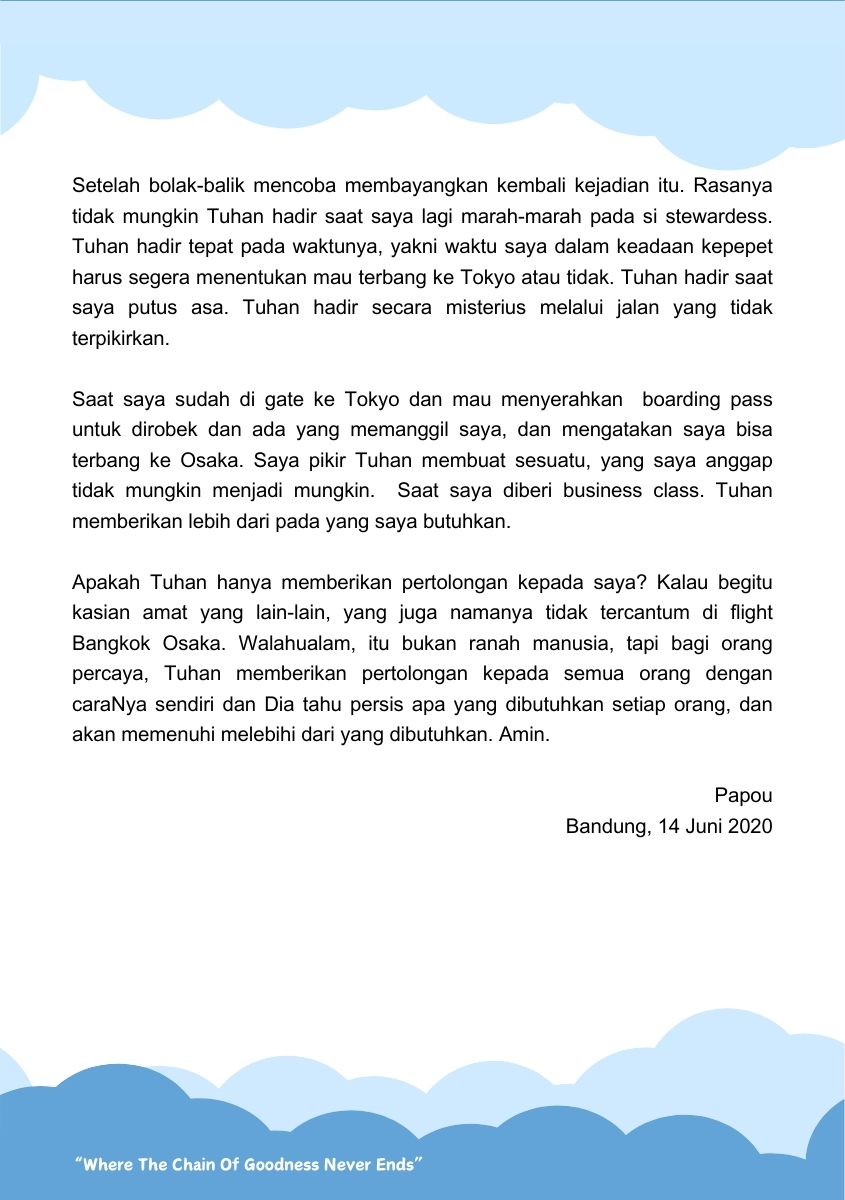 Setelah bolak-balik mencoba membayangkan kembali kejadian itu. Rasanya
tidak mungkin Tuhan hadir saat saya lagi marah-marah pada si stewardess.
Tuhan hadir tepat pada waktunya, yakni waktu saya dalam keadaan kepepet
harus segera menentukan mau terbang ke Tokyo atau tidak. Tuhan hadir saat
saya putus asa. Tuhan hadir secara misterius melalui jalan yang tidak
terpikirkan.
Saat saya sudah di gate ke Tokyo dan mau menyerahkan  boarding pass
untuk dirobek dan ada yang memanggil saya, dan mengatakan saya bisa
terbang ke Osaka. Saya pikir Tuhan membuat sesuatu, yang saya anggap
tidak mungkin menjadi mungkin.  Saat saya diberi business class. Tuhan
memberikan lebih dari pada yang saya butuhkan.
Apakah Tuhan hanya memberikan pertolongan kepada saya? Kalau begitu
kasian amat yang lain-lain, yang juga namanya tidak tercantum di flight
Bangkok Osaka. Walahualam, itu bukan ranah manusia, tapi bagi orang
percaya, Tuhan memberikan pertolongan kepada semua orang dengan
caraNya sendiri dan Dia tahu persis apa yang dibutuhkan setiap orang, dan
akan memenuhi melebihi dari yang dibutuhkan. Amin.
Papou
Bandung, 14 Juni 2020
“Where The Chain Of Goodness Never Ends”